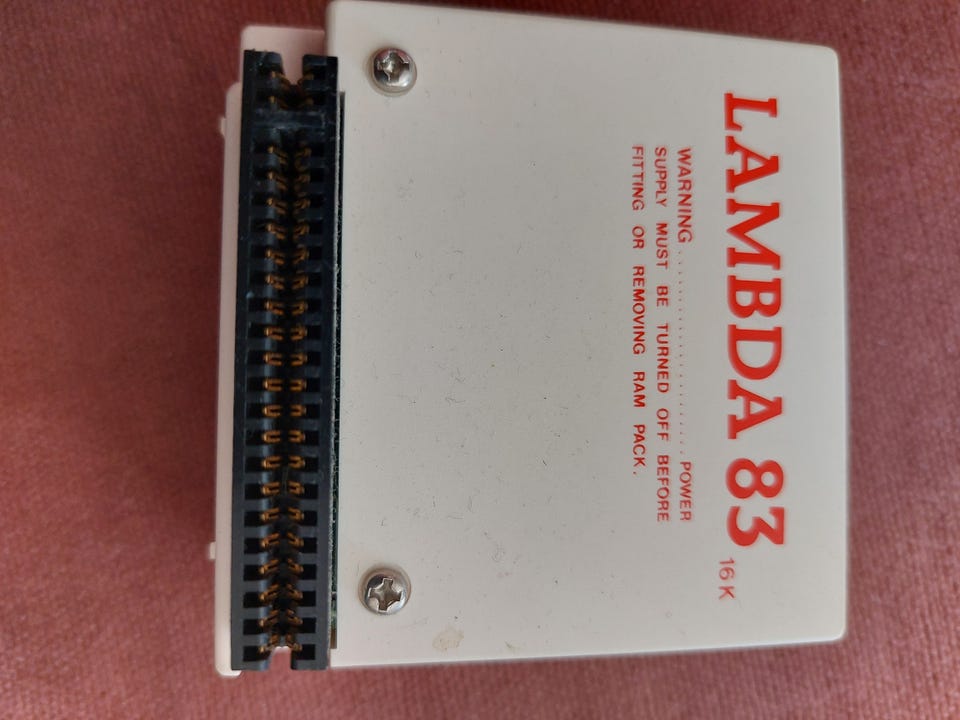 LAMBDA 83 16K
WARNING.......................POWER
SUPPLY MUST BE TURNED OFF BEFORE
FITTING OR REMOVING RAM PACK.